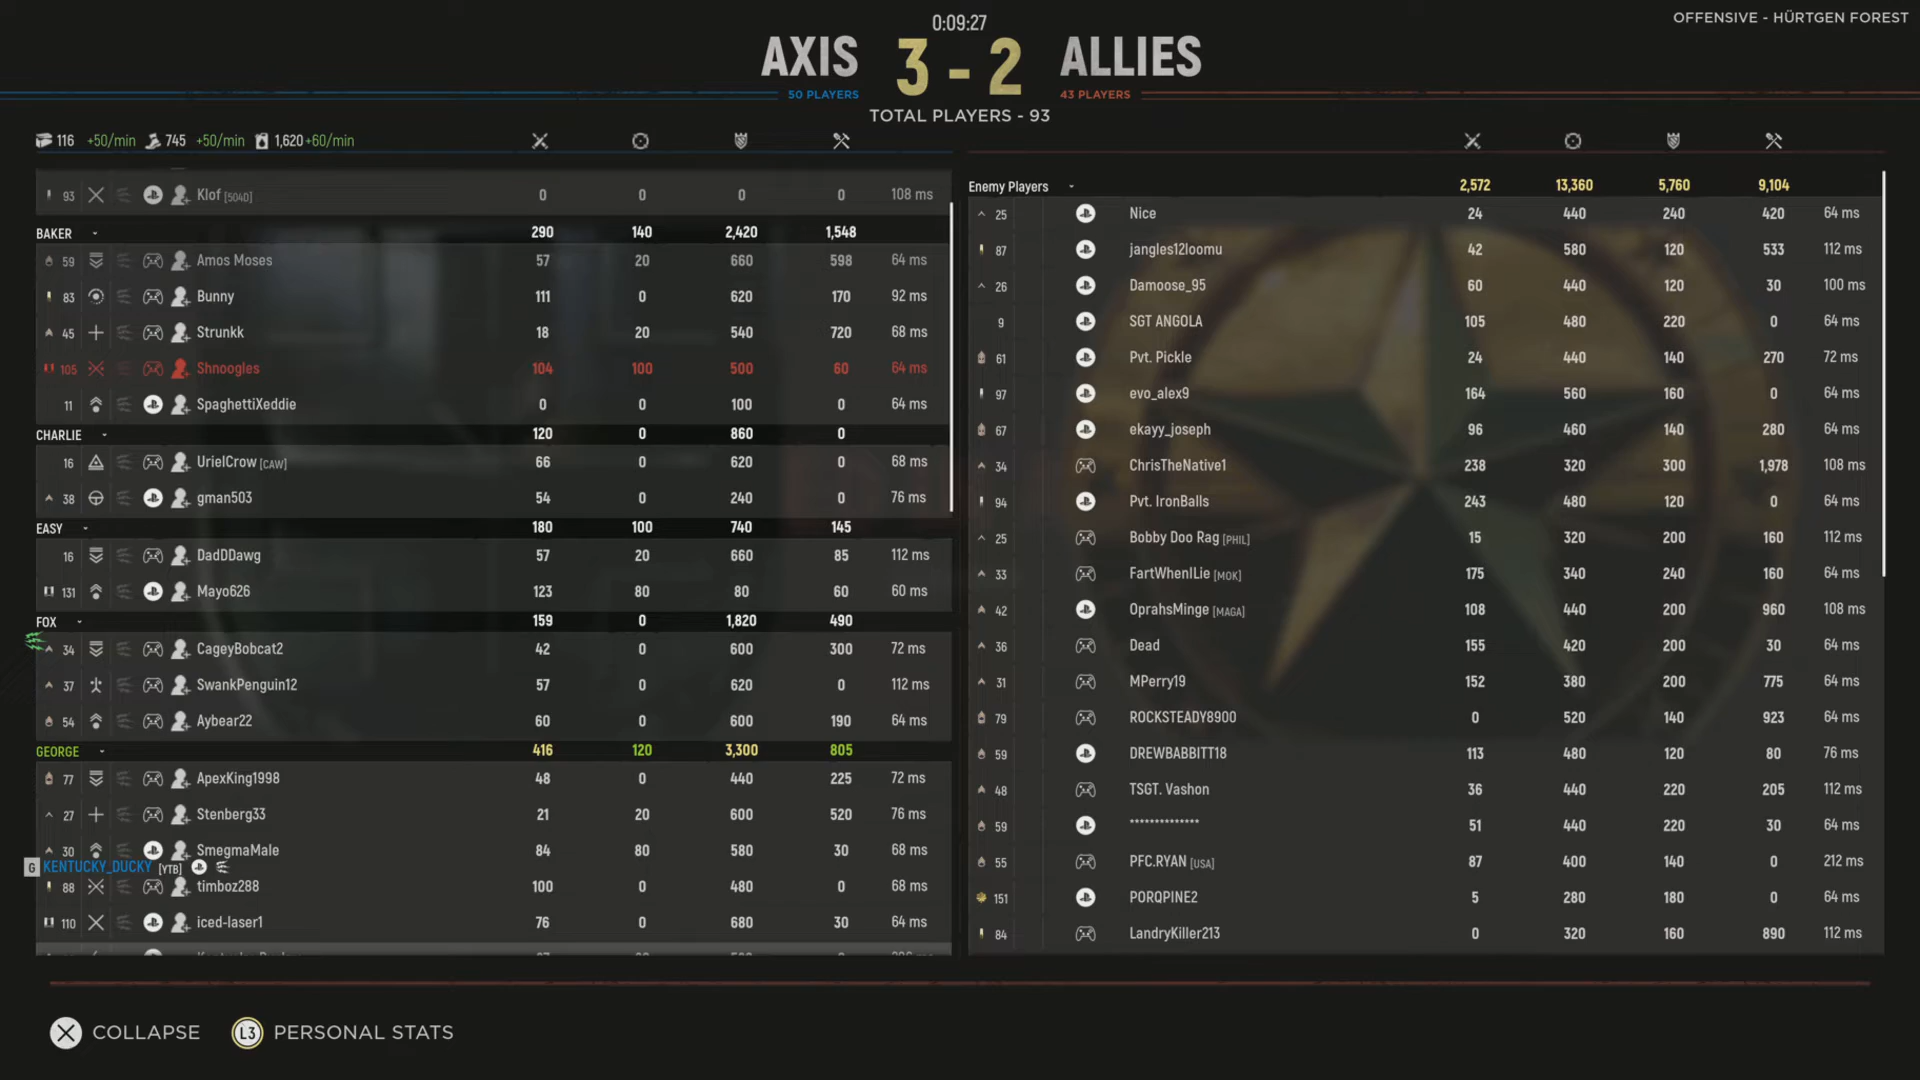 OFFENSIVE - HÜRTGEN FOREST
0:09:27
AXIS 3 - 2 ALLIES
50 PLAYERS 43 PLAYERS
TOTAL PLAYERS - 93
116 +50/min 745 +50/min 1,620 +60/min
93 Klof [504D] 0 0 0 0 108 ms
BAKER 290 140 2,420 1,548
59 Amos Moses 57 20 660 598 64 ms
83 Bunny 111 0 620 170 92 ms
45 Strunkk 18 20 540 720 68 ms
105 Shnoogles 104 100 500 60 64 ms
11 SpaghettiXeddie 0 0 100 0 64 ms
CHARLIE 120 0 860 0
16 UrielCrow [CAW] 66 0 620 0 68 ms
38 gman503 54 0 240 0 76 ms
EASY 180 100 740 145
16 DadDDawg 57 20 660 85 112 ms
131 Mayo626 123 80 80 60 60 ms
FOX 159 0 1,820 490
34 CageyBobcat2 42 0 600 300 72 ms
37 SwankPenguin12 57 0 620 0 112 ms
54 Aybear22 60 0 600 190 64 ms
GEORGE 416 120 3,300 805
77 ApexKing1998 48 0 440 225 72 ms
27 Stenberg33 21 20 600 520 76 ms
30 SmegmaMale 84 80 580 30 68 ms
G KENTUCKY_DUCKY [YTB]
88 timboz288 100 0 480 0 68 ms
110 iced-laser1 76 0 680 30 64 ms
Enemy Players 2,572 13,360 5,760 9,104
25 Nice 24 440 240 420 64 ms
87 jangles12loomu 42 580 120 533 112 ms
26 Damoose_95 60 440 120 30 100 ms
9 SGT ANGOLA 105 480 220 0 64 ms
61 Pvt. Pickle 24 440 140 270 72 ms
97 evo_alex9 164 560 160 0 64 ms
67 ekayy_joseph 96 460 140 280 64 ms
34 ChrisTheNative1 238 320 300 1,978 108 ms
94 Pvt. IronBalls 243 480 120 0 64 ms
25 Bobby Doo Rag [PHIL] 15 320 200 160 112 ms
33 FartWhenILie [MOK] 175 340 240 160 64 ms
42 OprahsMinge [MAGA] 108 440 200 960 108 ms
36 Dead 155 420 200 30 64 ms
31 MPerry19 152 380 200 775 64 ms
79 ROCKSTEADY8900 0 520 140 923 64 ms
59 DREWBABBITT18 113 480 120 80 76 ms
48 TSGT. Vashon 36 440 220 205 112 ms
59 ************** 51 440 220 30 64 ms
55 PFC.RYAN [USA] 87 400 140 0 212 ms
151 PORQPINE2 5 280 180 0 64 ms
84 LandryKiller213 0 320 160 890 112 ms
COLLAPSE L3 PERSONAL STATS